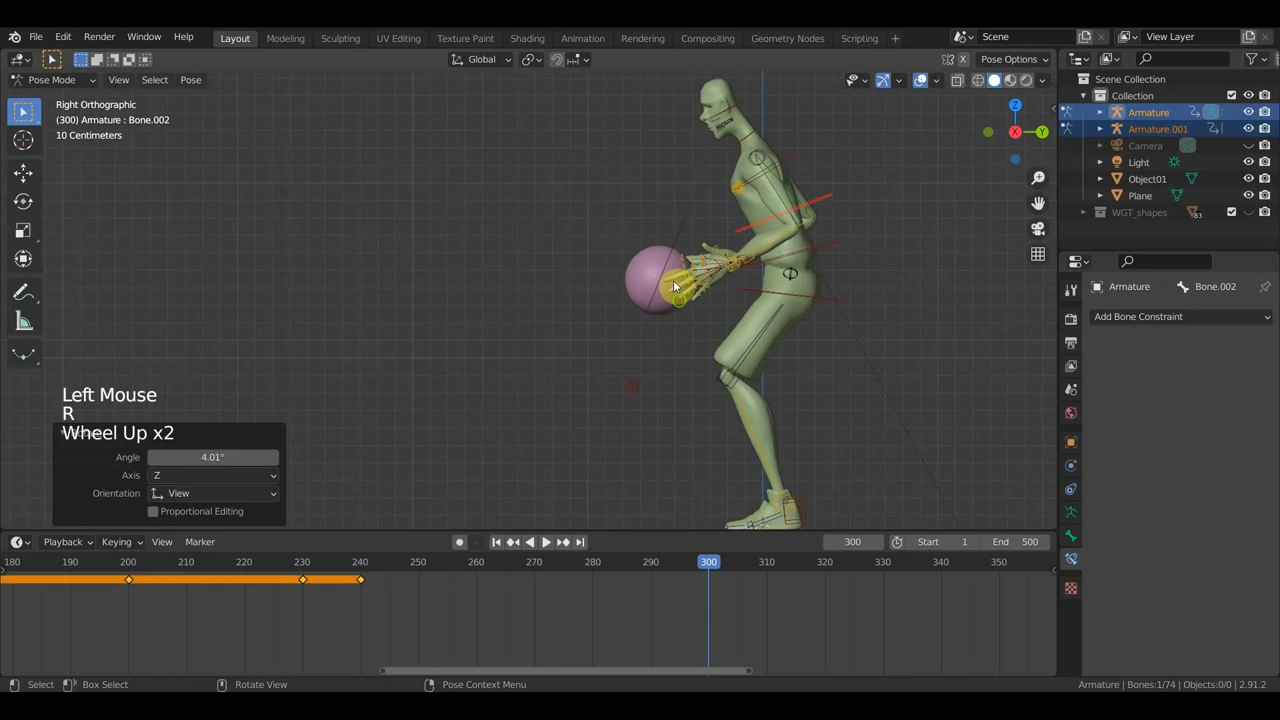 File Edit Render Window Help Layout Modeling Sculpting UV Editing Texture Paint Shading Animation Rendering Compositing Geometry Nodes Scripting + Scene View Layer
Global X Pose Options
Pose Mode View Select Pose
Right Orthographic
(300) Armature : Bone.002
10 Centimeters
Z
X
Y
Scene Collection
Collection
Armature
Armature.001
Camera
Light
Object01
Plane
WGT_shapes 83
Armature Bone.002
Add Bone Constraint
Left Mouse
R
Wheel Up x2
Angle 4.01°
Axis Z
Orientation View
Proportional Editing
Playback Keying View Marker 300 Start 1 End 500
180 190 200 210 220 230 240 250 260 270 280 290 300 310 320 330 340 350
Select Box Select Rotate View Pose Context Menu Armature | Bones:1/74 | Objects:0/0 | 2.91.2